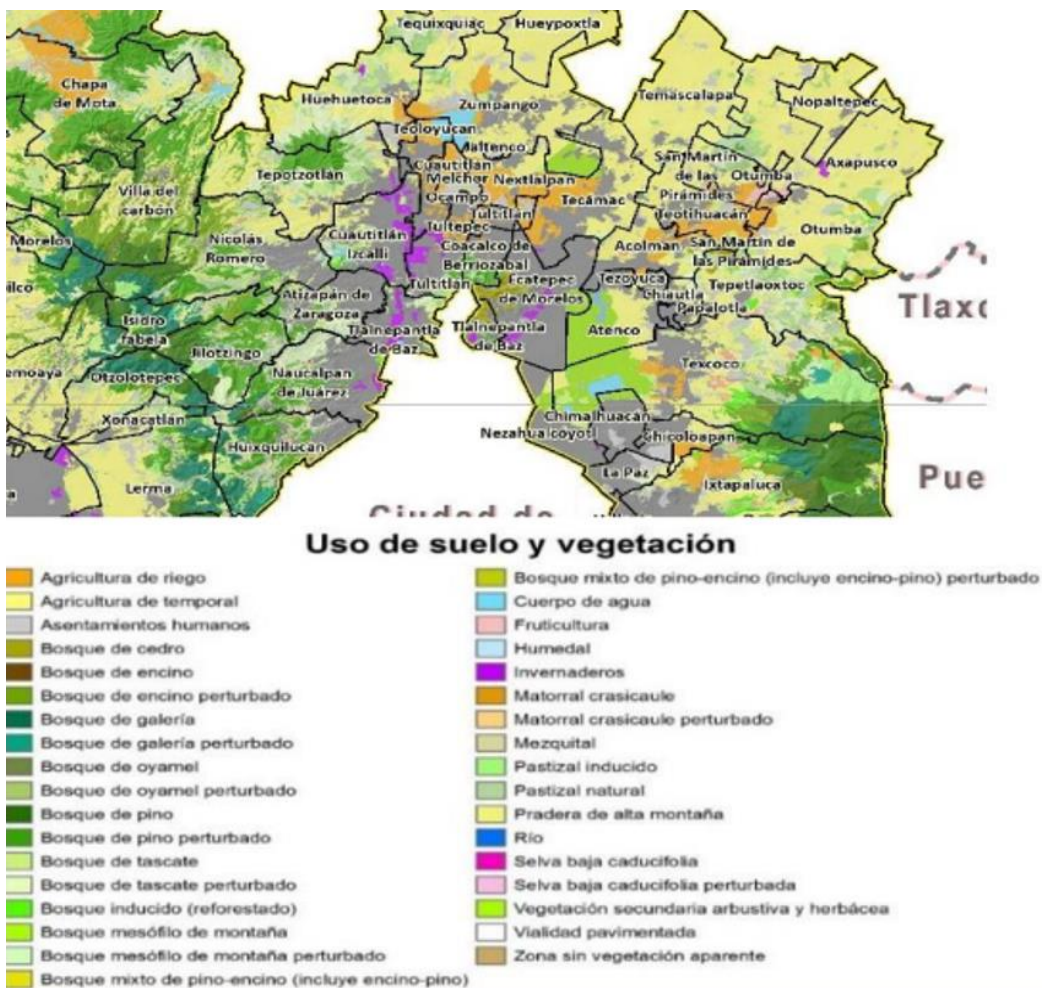 Tequixquiac
Hueypoxtla
Chapa
de Mota
Huehuetoca
Zumpango
Temascalapa
Nopaltepec
Teoloyucan
Jaltenco
Cuautitlán
Melchor
Ocampo
Nextlalpan
San Martín
de las
Pirámides
Otumba
Axapusco
Tepotzotlán
Villa del
carbón
Tecámac
Tultitlán
Teotihuacán
Morelos
Nicolás
Romero
Cuautitlán
Izcalli
Tultepec
Coacalco de
Berriozábal
Acolman
San Martín de
las Pirámides
Otumba
Tultitlán
Ecatepec
de Morelos
Tezoyuca
Chiautla
Papalotla
Tepetlaoxtoc
Atizapán de
Zaragoza
Isidro
fabela
Tlalnepantla
de Baz
Tlalnepantla
de Baz
Atenco
Jilotzingo
Texcoco
Otzolotepec
Naucalpan
de Juárez
Xonacatlán
Chimalhuacán
Nezahualcoyotl
Chicoloapan
Huixquilucan
La Paz
Lerma
Ixtapaluca
Ciudad de
Uso de suelo y vegetación
Agricultura de riego
Agricultura de temporal
Asentamientos humanos
Bosque de cedro
Bosque de encino
Bosque de encino perturbado
Bosque de galería
Bosque de galería perturbado
Bosque de oyamel
Bosque de oyamel perturbado
Bosque de pino
Bosque de pino perturbado
Bosque de tascate
Bosque de tascate perturbado
Bosque inducido (reforestado)
Bosque mesófilo de montaña
Bosque mesófilo de montaña perturbado
Bosque mixto de pino-encino (incluye encino-pino)
Bosque mixto de pino-encino (incluye encino-pino) perturbado
Cuerpo de agua
Fruticultura
Humedal
Invernaderos
Matorral crasicaule
Matorral crasicaule perturbado
Mezquital
Pastizal inducido
Pastizal natural
Pradera de alta montaña
Río
Selva baja caducifolia
Selva baja caducifolia perturbada
Vegetación secundaria arbustiva y herbácea
Vialidad pavimentada
Zona sin vegetación aparente